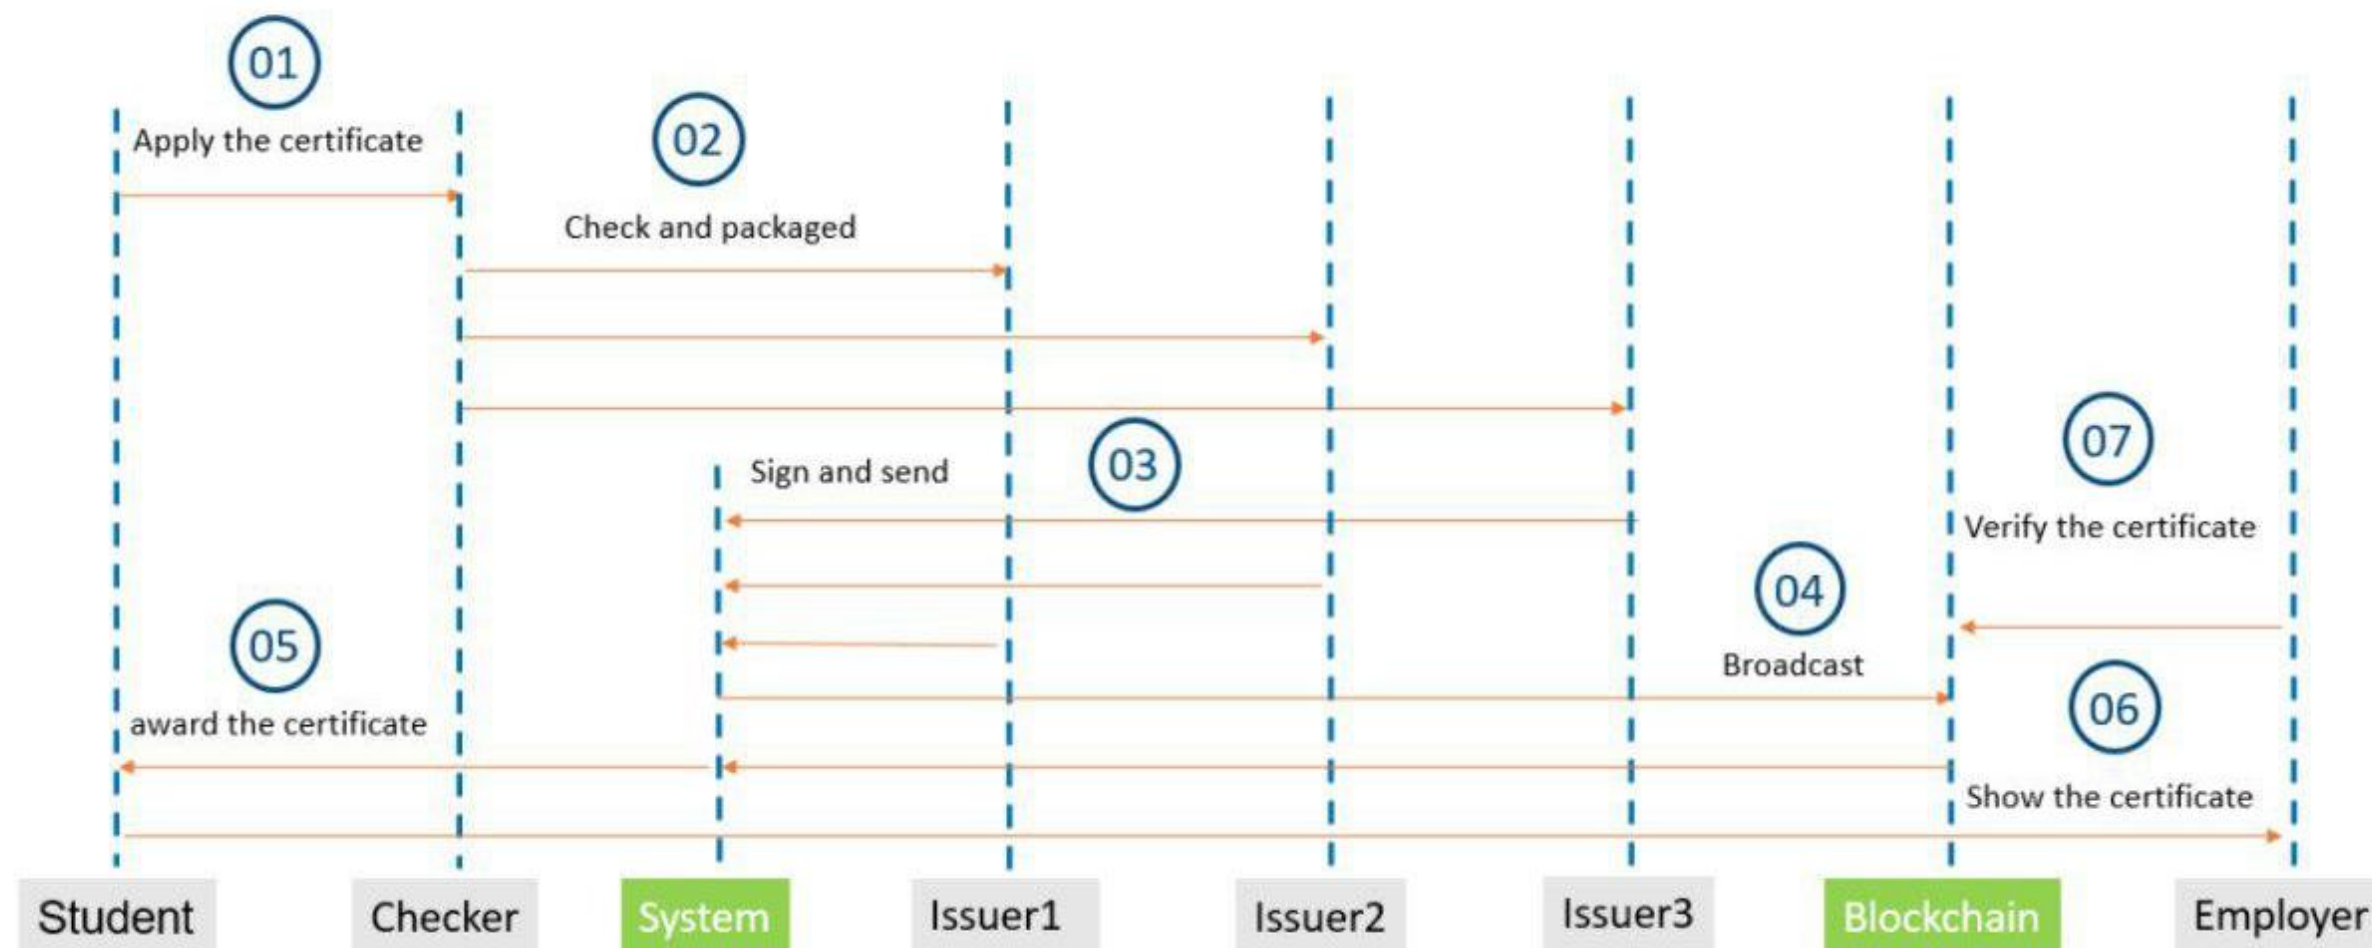 01
Apply the certificate
02
Check and packaged
03
Sign and send
04
Broadcast
05
award the certificate
06
Show the certificate
07
Verify the certificate
Student
Checker
System
Issuer1
Issuer2
Issuer3
Blockchain
Employer